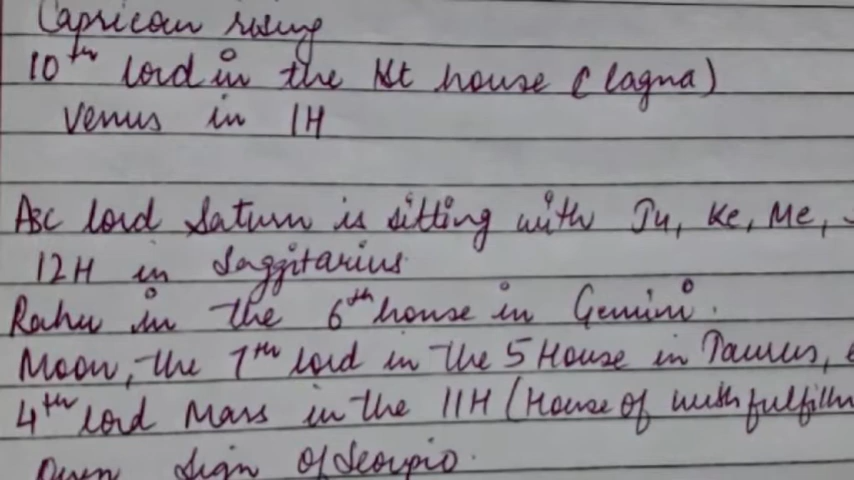 Capricorn rising
10th lord in the 1st house (lagna)
Venus in 1H
Asc lord Saturn is sitting with Ju, Ke, Me,
12H in Saggitarius
Rahu in the 6th house in Gemini.
Moon, the 7th lord in the 5 House in Taurus,
4th lord Mars in the 11H (House of wish fulfillm
Own sign of Scorpio.